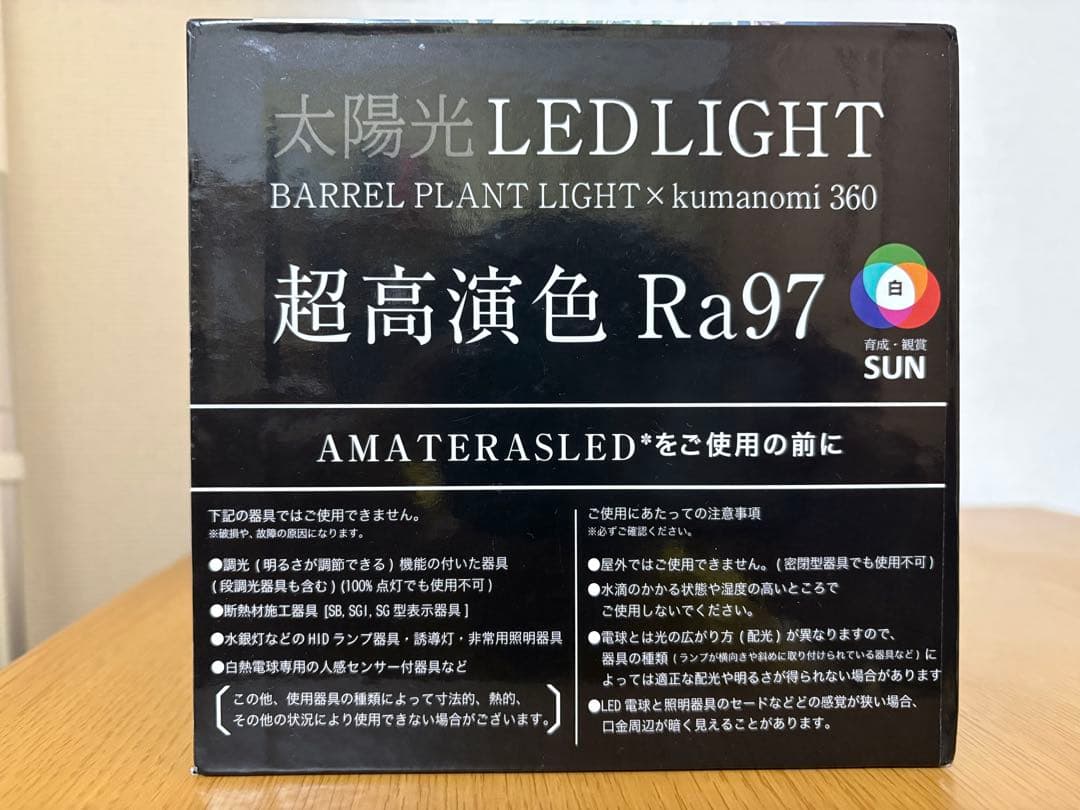 太陽光 LED LIGHT
BARREL PLANT LIGHT×kumanomi 360
超高演色 Ra97
白
育成・観賞
SUN
AMATERASLED*をご使用の前に
下記の器具ではご使用できません。
※破損や、故障の原因になります。
●調光(明るさが調節できる)機能の付いた器具
(段調光器具も含む)(100%点灯でも使用不可)
●断熱材施工器具[SB, SGI, SG型表示器具]
●水銀灯などのHIDランプ器具・誘導灯・非常用照明器具
●白熱電球専用の人感センサー付器具など
この他、使用器具の種類によって寸法的、熱的、
その他の状況により使用できない場合がございます。
ご使用にあたっての注意事項
※必ずご確認ください。
●屋外ではご使用できません。(密閉型器具でも使用不可)
●水滴のかかる状態や湿度の高いところで
ご使用しないでください。
●電球とは光の広がり方(配光)が異なりますので、
器具の種類(ランプが横向きや斜めに取り付けられている器具など)に
よっては適正な配光や明るさが得られない場合があります
●LED電球と照明器具のセードなどどの感覚が狭い場合、
口金周辺が暗く見えることがあります。